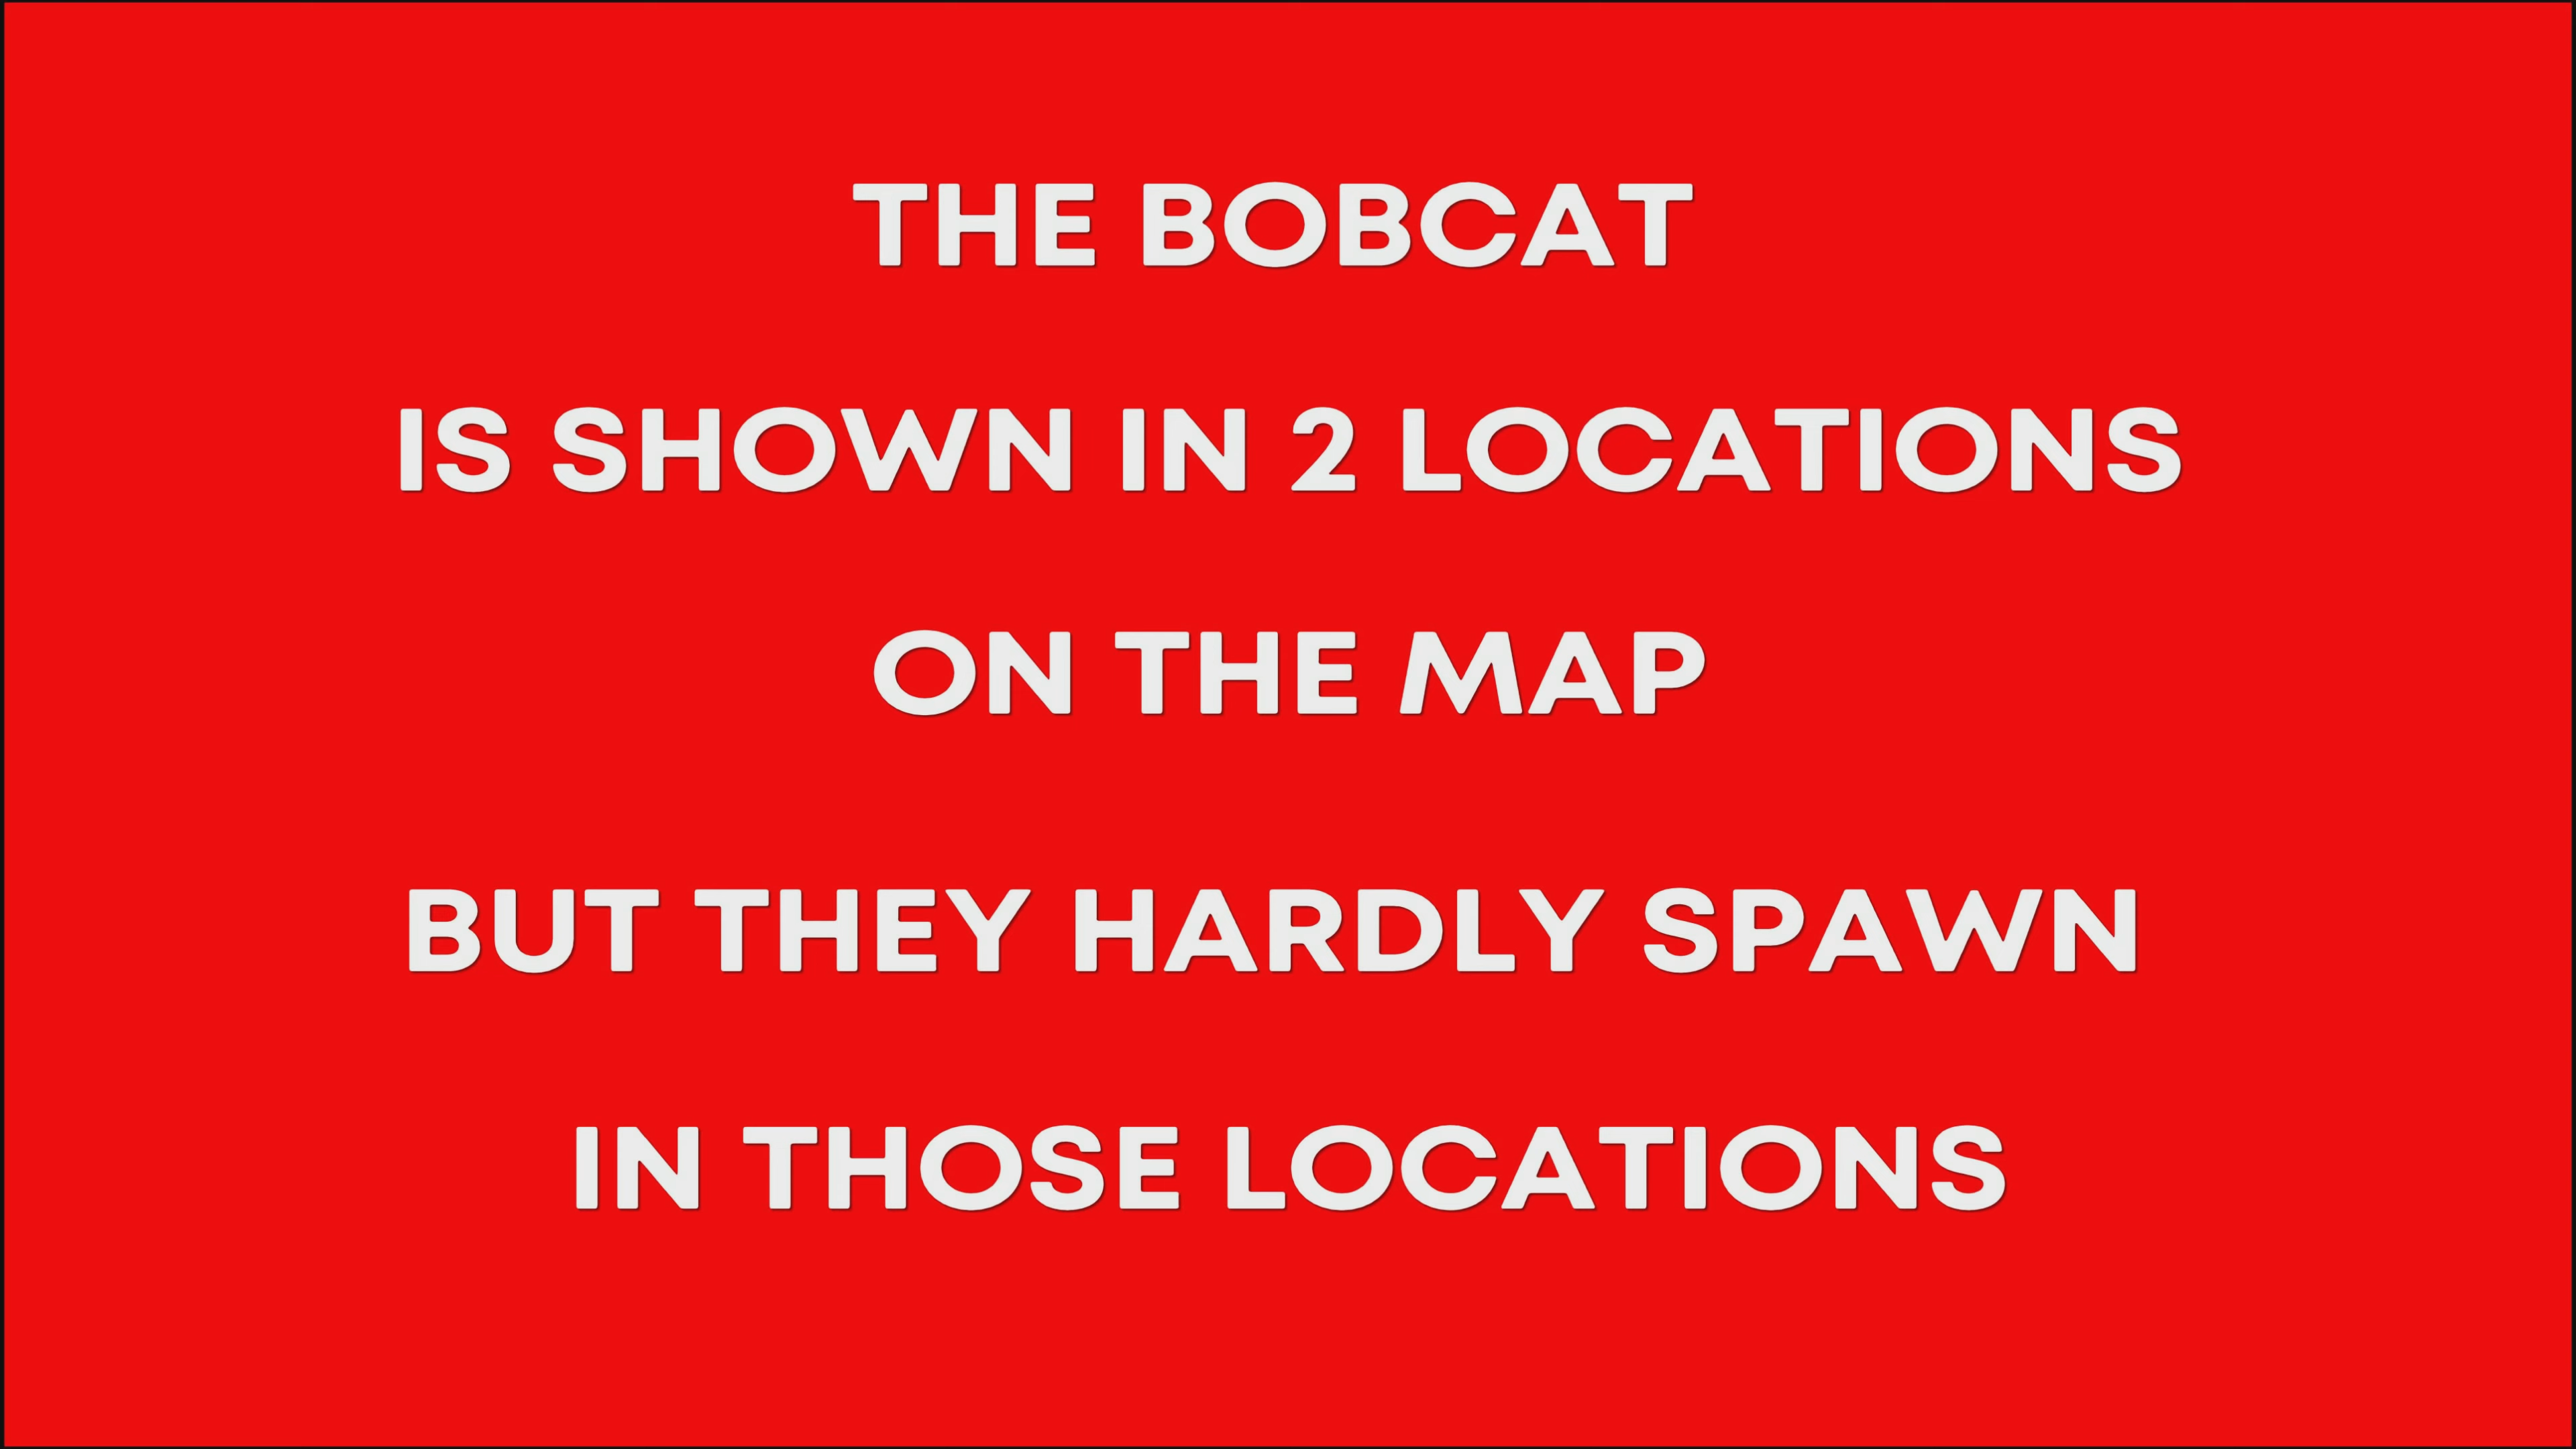 THE BOBCAT
IS SHOWN IN 2 LOCATIONS
ON THE MAP
BUT THEY HARDLY SPAWN
IN THOSE LOCATIONS